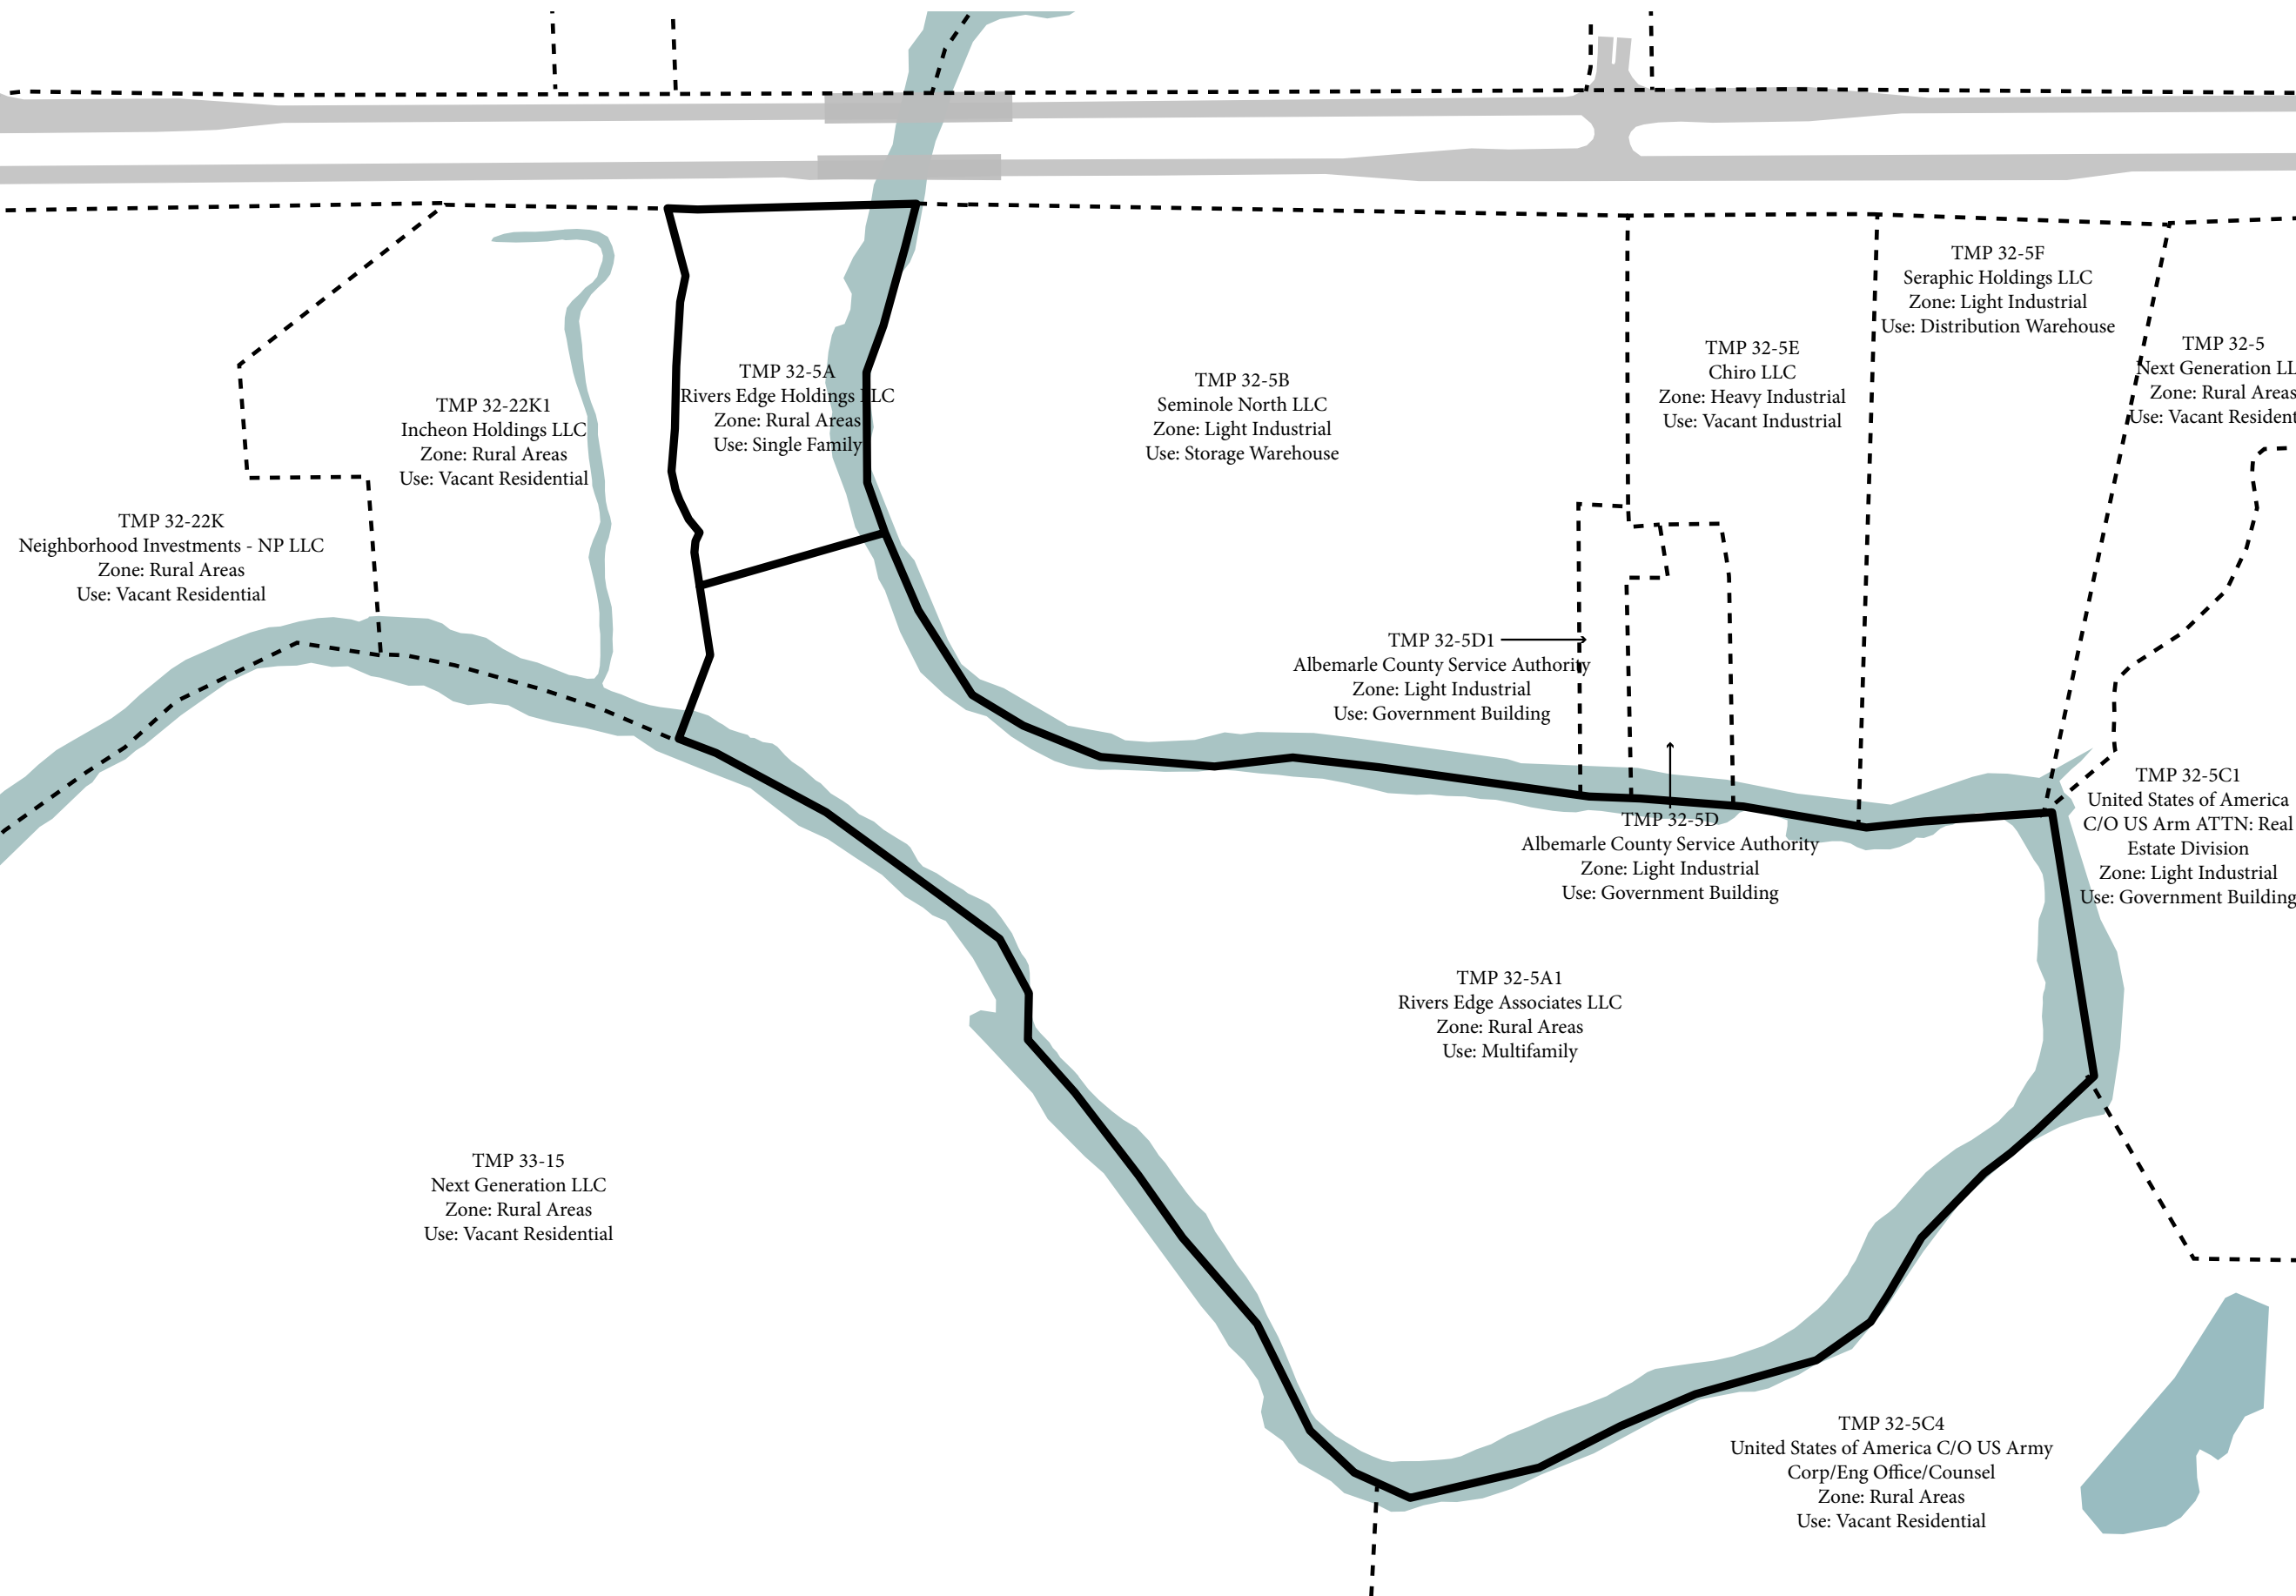 TMP 32-5F
Seraphic Holdings LLC
Zone: Light Industrial
Use: Distribution Warehouse
TMP 32-5
Next Generation LL
Zone: Rural Areas
Use: Vacant Resident
TMP 32-5E
Chiro LLC
Zone: Heavy Industrial
Use: Vacant Industrial
TMP 32-5A
Rivers Edge Holdings LLC
Zone: Rural Areas
Use: Single Family
TMP 32-5B
Seminole North LLC
Zone: Light Industrial
Use: Storage Warehouse
TMP 32-22K1
Incheon Holdings LLC
Zone: Rural Areas
Use: Vacant Residential
TMP 32-22K
Neighborhood Investments - NP LLC
Zone: Rural Areas
Use: Vacant Residential
TMP 32-5D1
Albemarle County Service Authority
Zone: Light Industrial
Use: Government Building
TMP 32-5D
Albemarle County Service Authority
Zone: Light Industrial
Use: Government Building
TMP 32-5C1
United States of America
C/O US Arm ATTN: Real
Estate Division
Zone: Light Industrial
Use: Government Building
TMP 32-5A1
Rivers Edge Associates LLC
Zone: Rural Areas
Use: Multifamily
TMP 33-15
Next Generation LLC
Zone: Rural Areas
Use: Vacant Residential
TMP 32-5C4
United States of America C/O US Army
Corp/Eng Office/Counsel
Zone: Rural Areas
Use: Vacant Residential